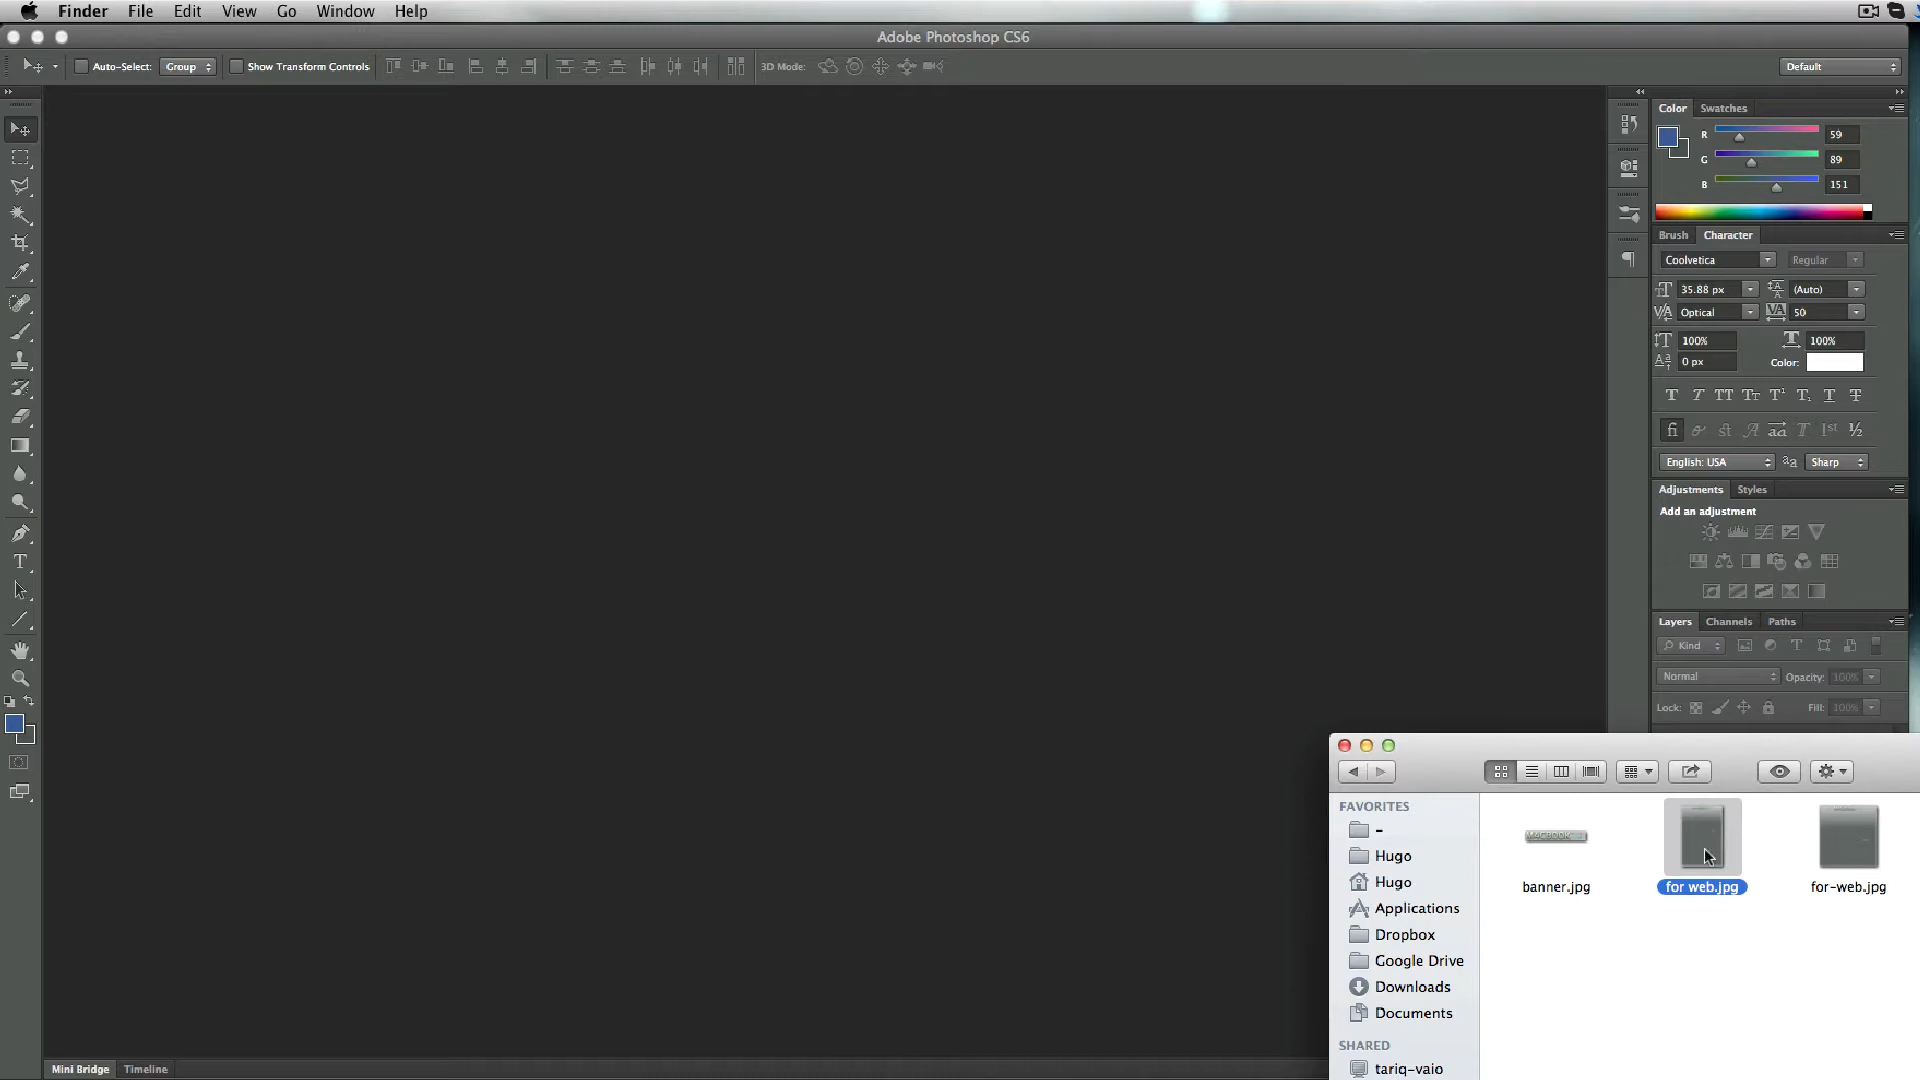 Finder File Edit View Go Window Help
Adobe Photoshop CS6
Auto-Select: Group Show Transform Controls 3D Mode: Default
Color Swatches
R 59
G 89
B 151
Brush Character
Coolvetica Regular
35.88 px (Auto)
Optical 50
100% 100%
0 px Color:
English: USA Sharp
Adjustments Styles
Add an adjustment
Layers Channels Paths
Kind
Normal Opacity: 100%
Lock: Fill: 100%
FAVORITES
–
Hugo
Hugo
Applications
Dropbox
Google Drive
Downloads
Documents
SHARED
tariq-vaio
MACBOOK
banner.jpg for web.jpg for-web.jpg
Mini Bridge Timeline